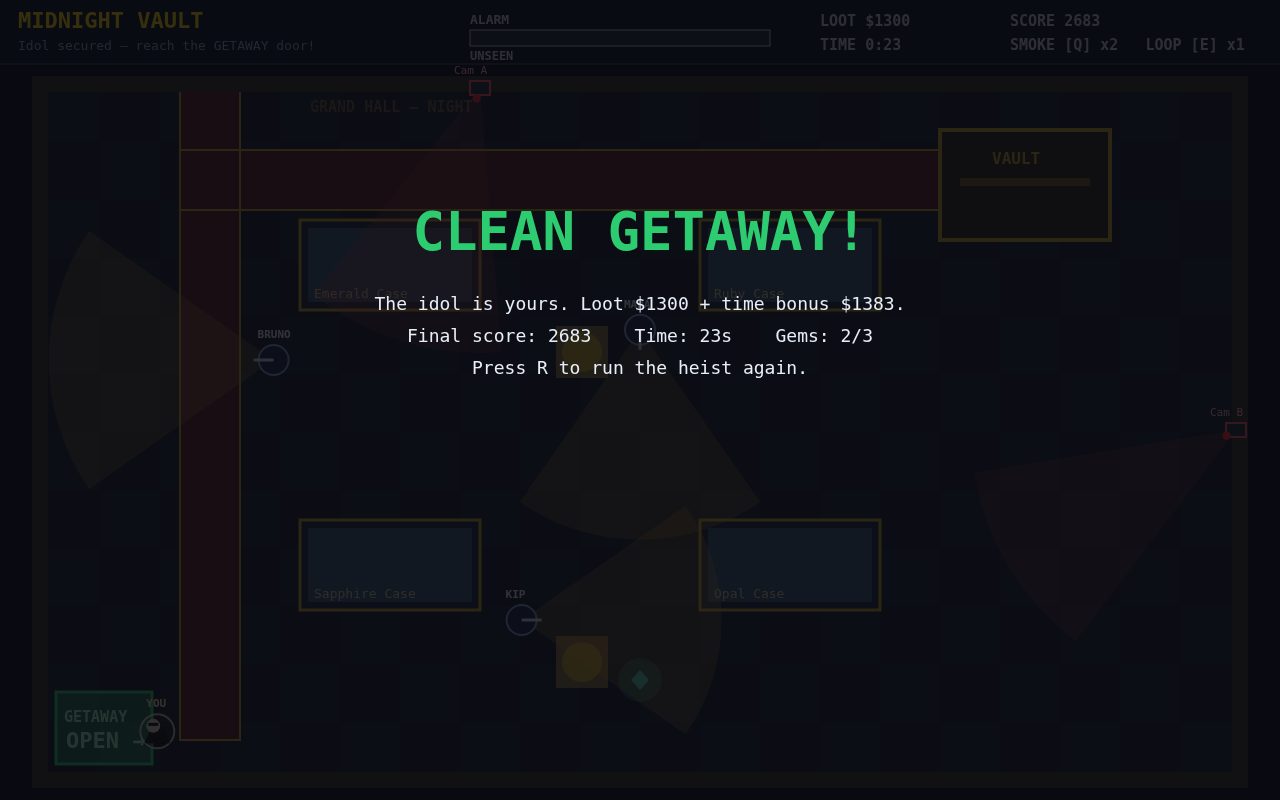 MIDNIGHT VAULT
Idol secured — reach the GETAWAY door!
ALARM
UNSEEN
LOOT $1300
SCORE 2683
TIME 0:23
SMOKE [Q] x2 LOOP [E] x1
Cam A
GRAND HALL — NIGHT
VAULT
CLEAN GETAWAY!
Emerald Case
Ruby Case
The idol is yours. Loot $1300 + time bonus $1383.
BRUNO
Final score: 2683 Time: 23s Gems: 2/3
Press R to run the heist again.
Cam B
Sapphire Case
KIP
Opal Case
YOU
GETAWAY
OPEN